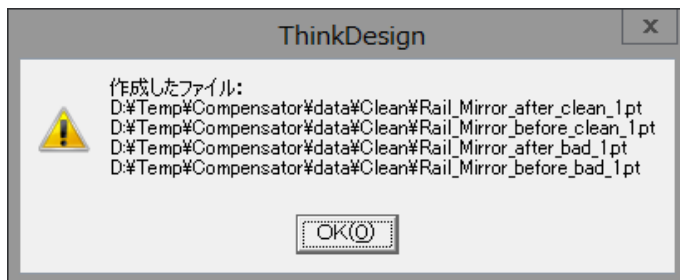 ThinkDesign
x
作成したファイル:
D:¥Temp¥Compensator¥data¥Clean¥Rail_Mirror_after_clean_1.pt
D:¥Temp¥Compensator¥data¥Clean¥Rail_Mirror_before_clean_1.pt
D:¥Temp¥Compensator¥data¥Clean¥Rail_Mirror_after_bad_1.pt
D:¥Temp¥Compensator¥data¥Clean¥Rail_Mirror_before_bad_1.pt
OK(O)